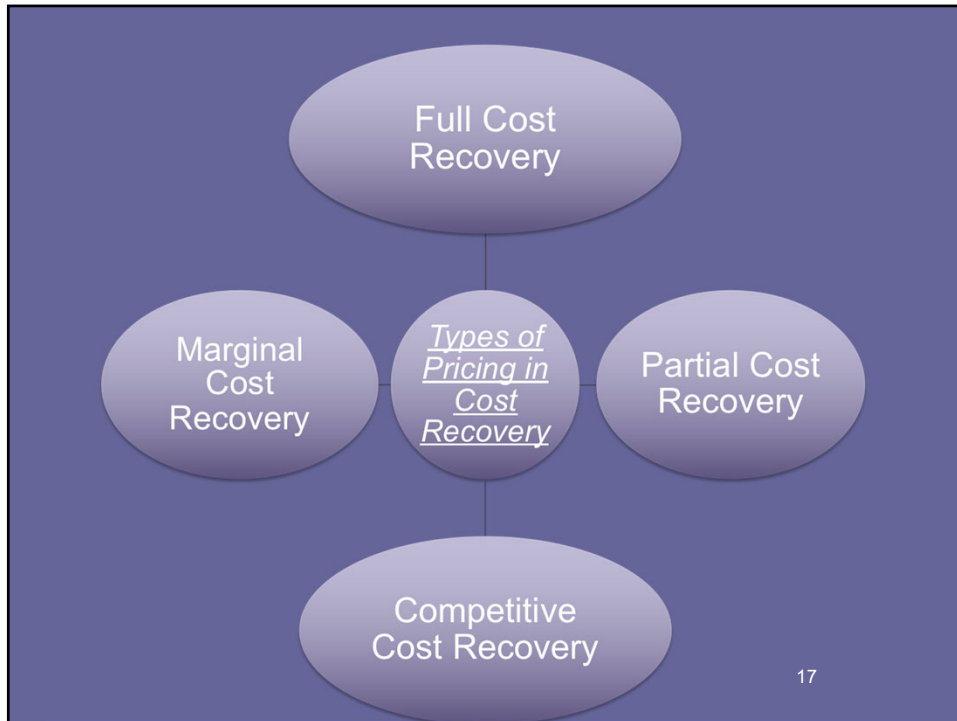 Full Cost
Recovery
Marginal
Cost
Recovery
Types of
Pricing in
Cost
Recovery
Partial Cost
Recovery
Competitive
Cost Recovery
17